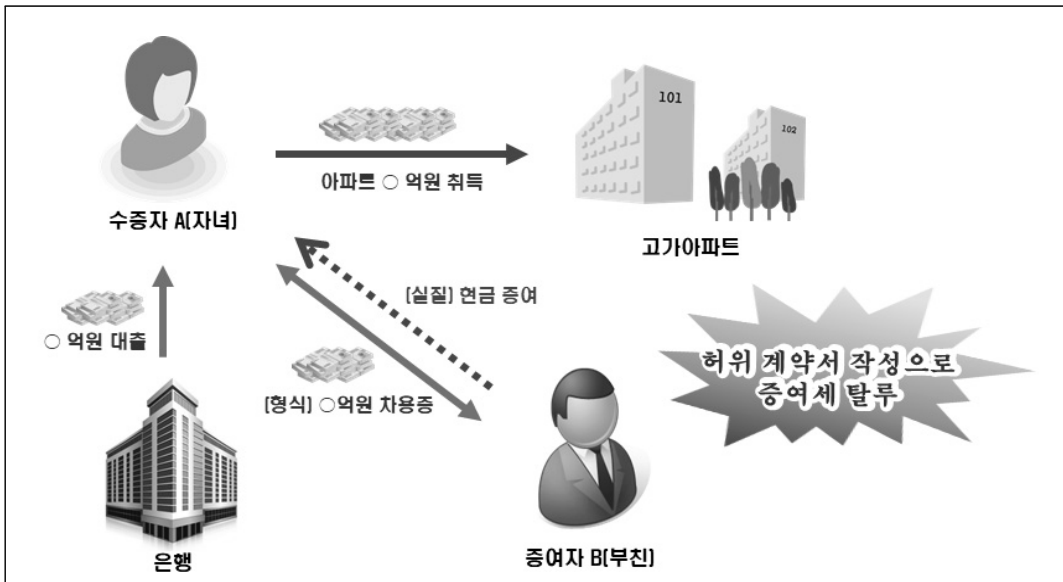 101
102
아파트 ○ 억원 취득
수증자 A(자녀)
고가아파트
(실질) 현금 증여
○ 억원 대출
(형식) ○억원 차용증
허위 계약서 작성으로
증여세 탈루
은행
증여자 B(부친)